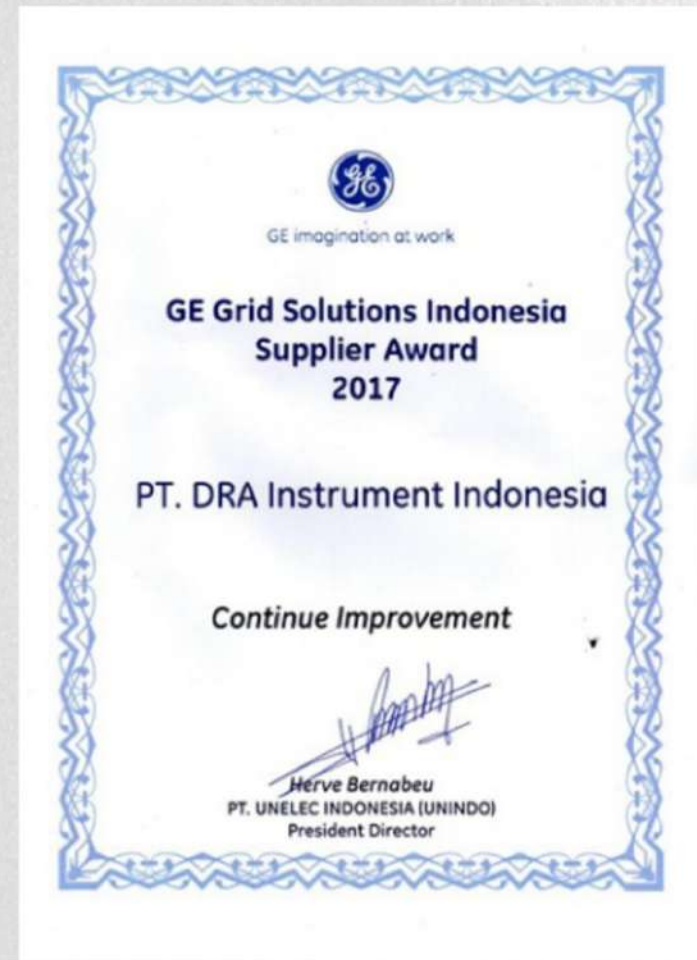 GE
GE imagination at work
GE Grid Solutions Indonesia
Supplier Award
2017
PT. DRA Instrument Indonesia
Continue Improvement
Herve Bernabeu
PT. UNELEC INDONESIA (UNINDO)
President Director